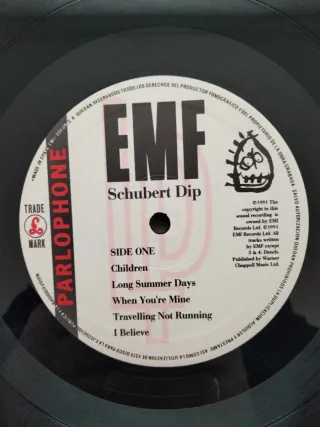 EMF
Schubert Dip
PARLOPHONE
TRADE
MARK
SIDE ONE
Children
Long Summer Days
When You're Mine
Travelling Not Running
I Believe
℗1991 The
copyright in this
sound recording is
owned by EMI
Records Ltd. ©1991
EMI Records Ltd. All
tracks written
by EMF except
3 & 4: Dench.
Published by Warner
Chappell Music Ltd.